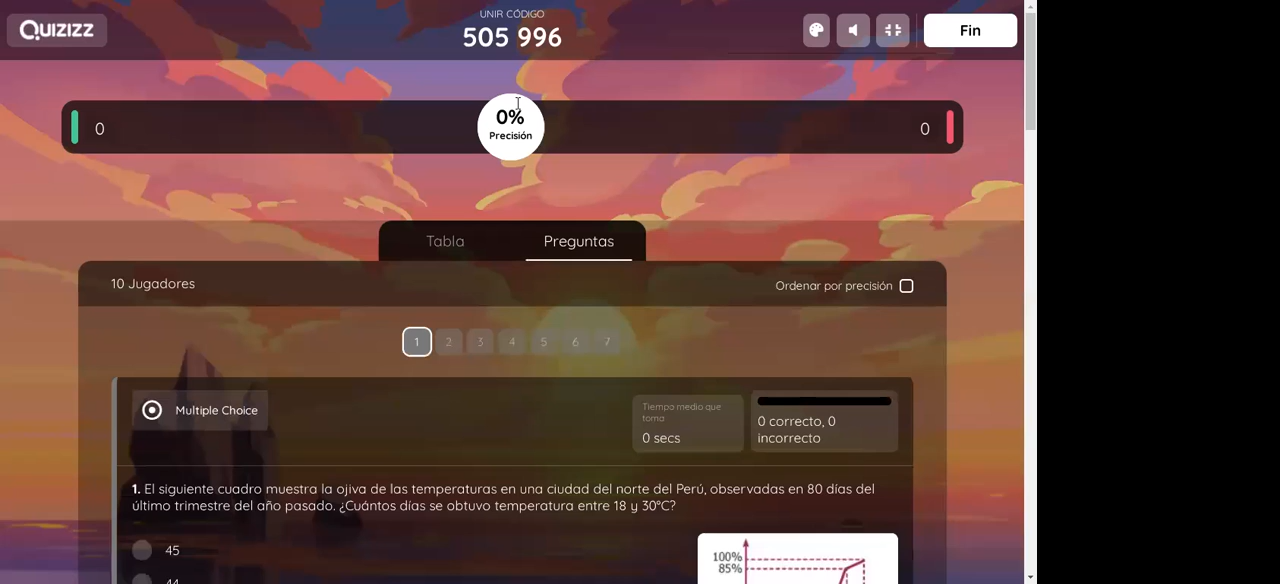 Quizizz
UNIR CÓDIGO
505 996
Fin
0
0%
Precisión
0
Tabla
Preguntas
10 Jugadores
Ordenar por precisión
1 2 3 4 5 6 7
Multiple Choice
Tiempo medio que
toma
0 secs
0 correcto, 0
incorrecto
1. El siguiente cuadro muestra la ojiva de las temperaturas en una ciudad del norte del Perú, observadas en 80 días del
último trimestre del año pasado. ¿Cuántos días se obtuvo temperatura entre 18 y 30°C?
45
100%
85%
44